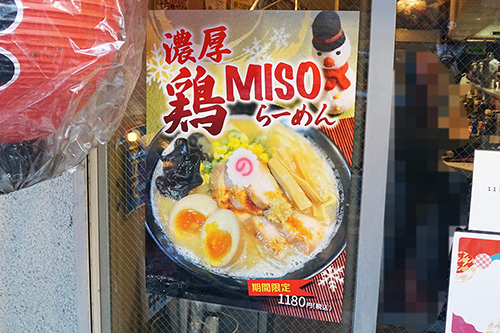 濃厚
鶏MISO
らーめん
の
期間限定
1180円(税込)